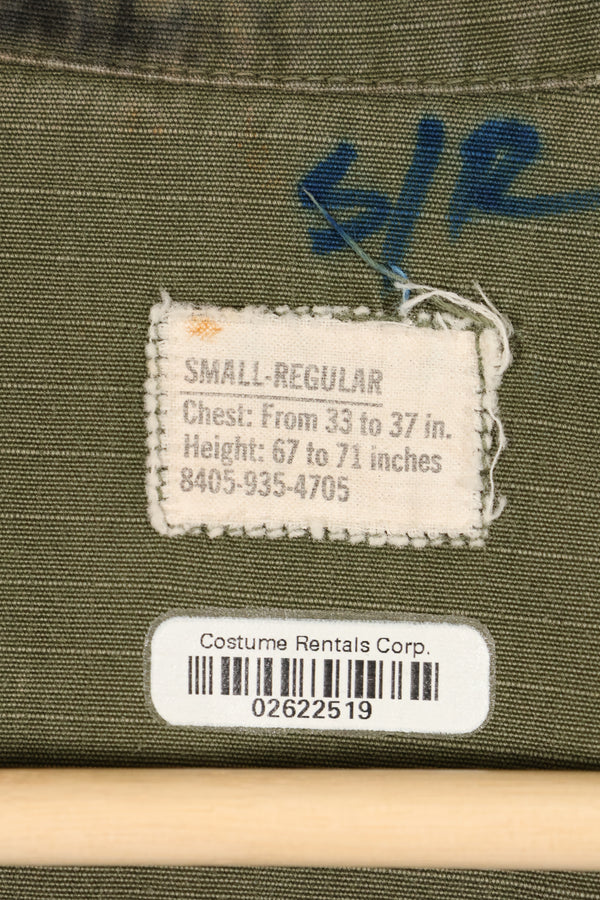 S/R
SMALL-REGULAR
Chest: From 33 to 37 in.
Height: 67 to 71 inches
8405-935-4705
Costume Rentals Corp.
02622519